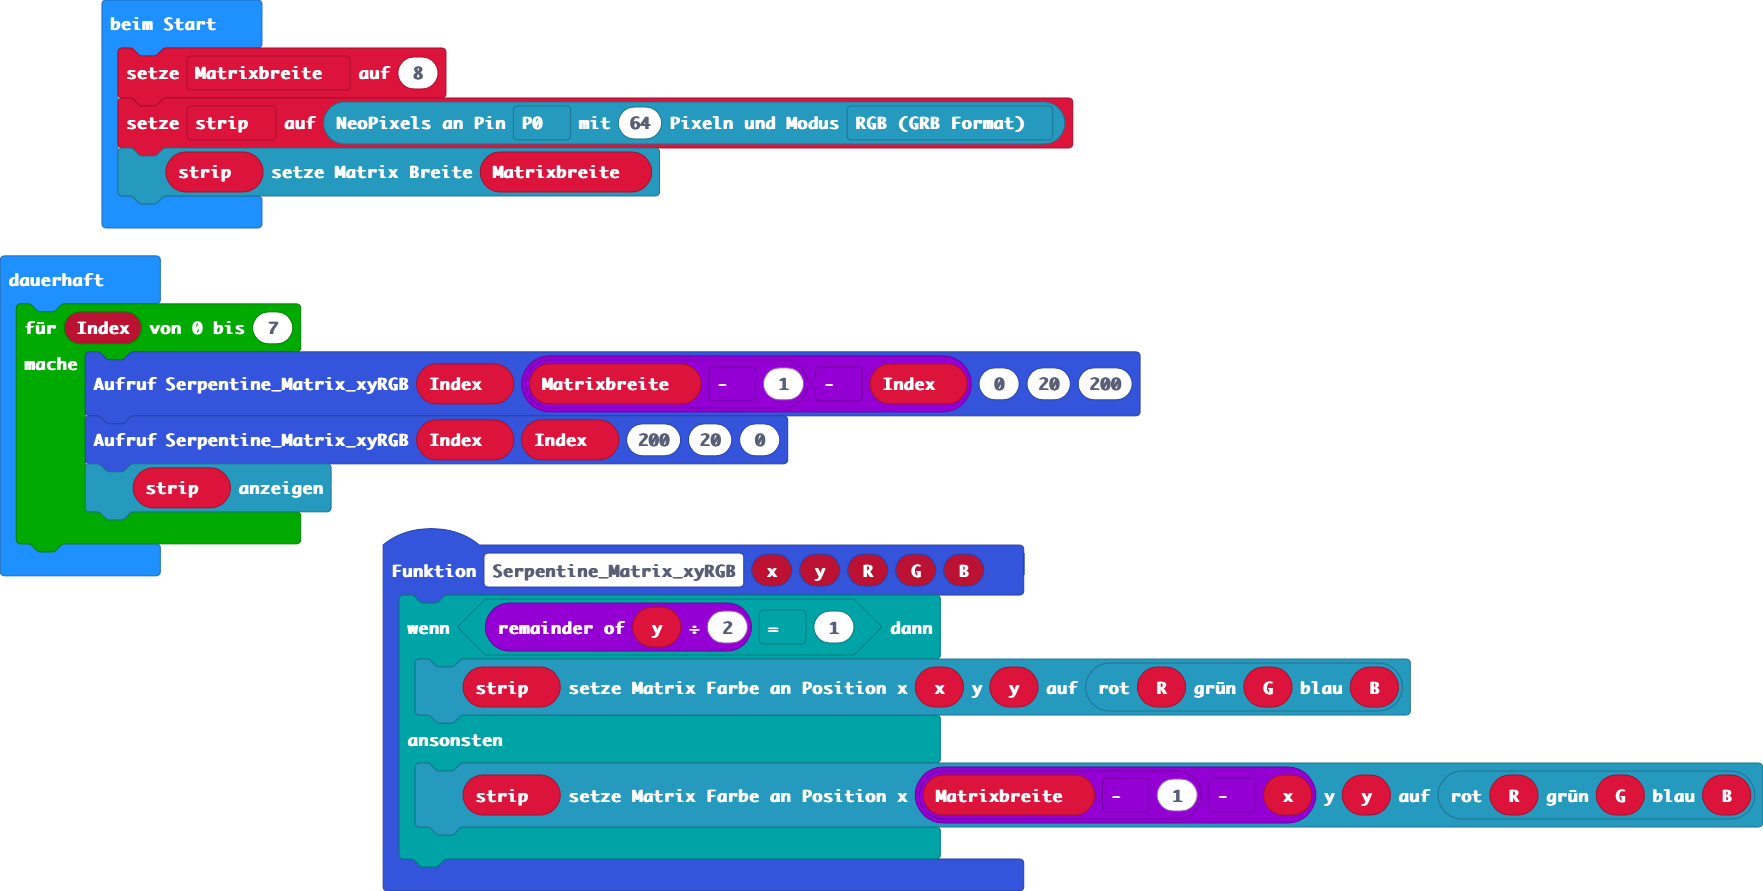 beim Start
setze Matrixbreite auf 8
setze strip auf NeoPixels an Pin P0 mit 64 Pixeln und Modus RGB (GRB Format)
strip setze Matrix Breite Matrixbreite
dauerhaft
für Index von 0 bis 7
mache
Aufruf Serpentine_Matrix_xyRGB Index Matrixbreite - 1 - Index 0 20 200
Aufruf Serpentine_Matrix_xyRGB Index Index 200 20 0
strip anzeigen
Funktion Serpentine_Matrix_xyRGB x y R G B
wenn remainder of y ÷ 2 = 1 dann
strip setze Matrix Farbe an Position x x y y auf rot R grün G blau B
ansonsten
strip setze Matrix Farbe an Position x Matrixbreite - 1 - x y y auf rot R grün G blau B